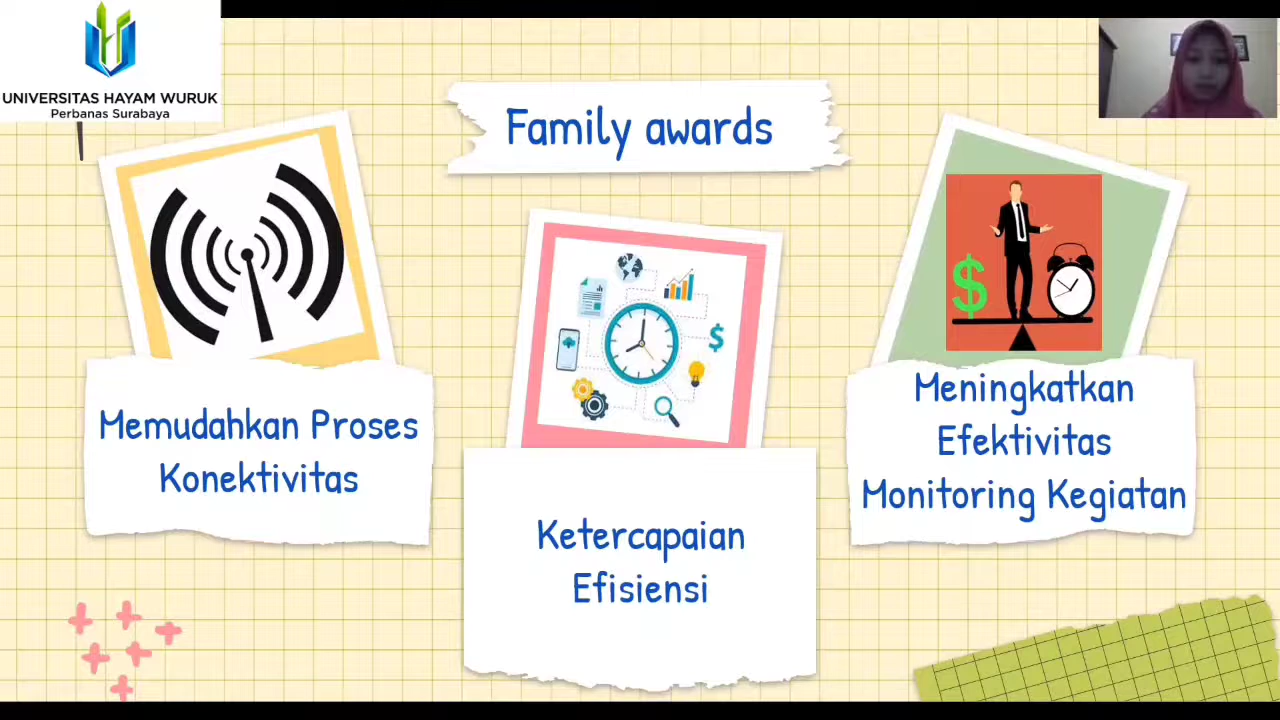 UNIVERSITAS HAYAM WURUK
Perbanas Surabaya
Family awards
Memudahkan Proses
Konektivitas
Ketercapaian
Efisiensi
Meningkatkan
Efektivitas
Monitoring Kegiatan